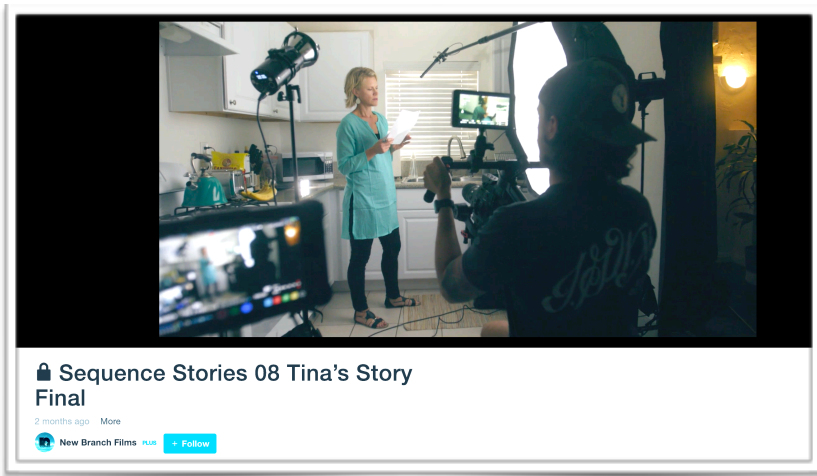 Sequence Stories 08 Tina's Story
Final
2 months ago More
New Branch Films PLUS + Follow